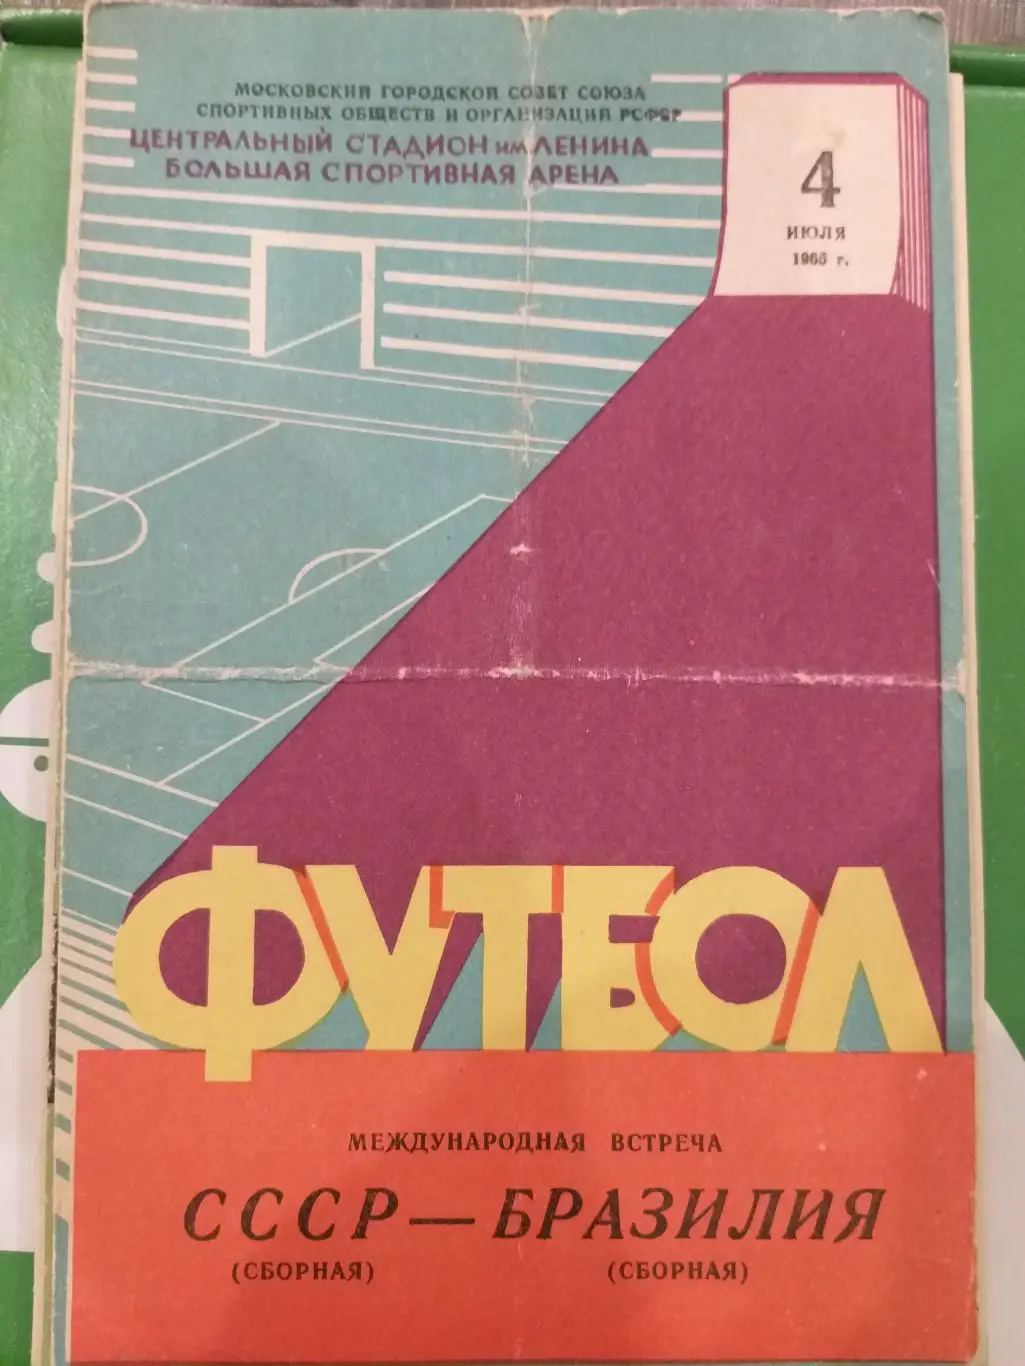 МОСКОВСКИЙ ГОРОДСКОЙ СОВЕТ СОЮЗА
СПОРТИВНЫХ ОБЩЕСТВ И ОРГАНИЗАЦИЙ РСФСР
ЦЕНТРАЛЬНЫЙ СТАДИОН им. ЛЕНИНА
БОЛЬШАЯ СПОРТИВНАЯ АРЕНА
4
ИЮЛЯ
1965 г.
ФУТБОЛ
МЕЖДУНАРОДНАЯ ВСТРЕЧА
СССР — БРАЗИЛИЯ
(СБОРНАЯ) (СБОРНАЯ)